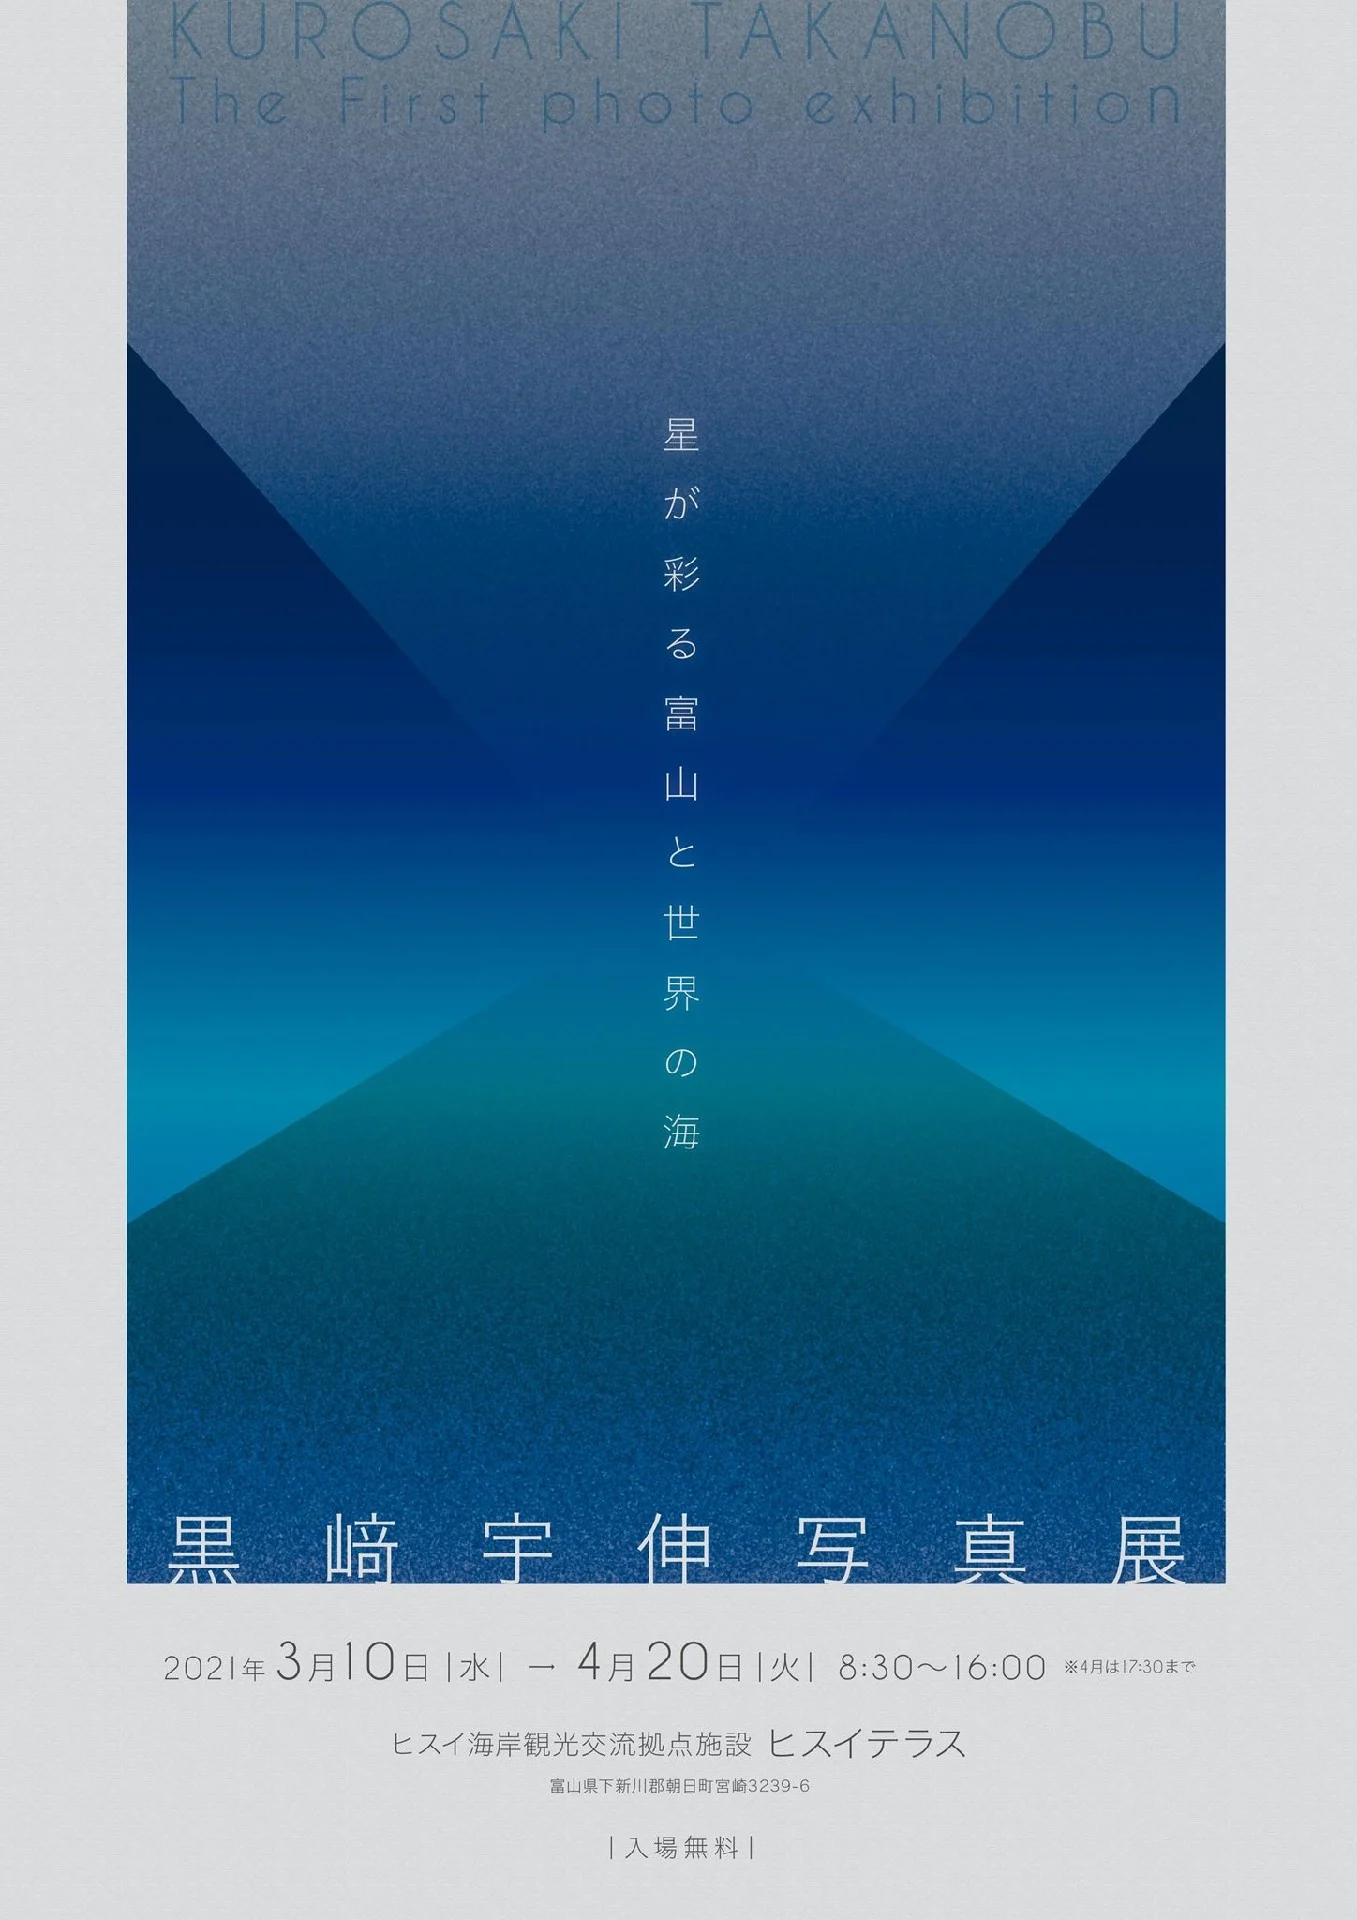 KUROSAKI TAKANOBU
The First photo exhibition
星が彩る富山と世界の海
黒﨑宇伸写真展
2021年3月10日|水|→4月20日|火| 8:30〜16:00 ※4月は17:30まで
ヒスイ海岸観光交流拠点施設 ヒスイテラス
富山県下新川郡朝日町宮崎3239-6
|入場無料|